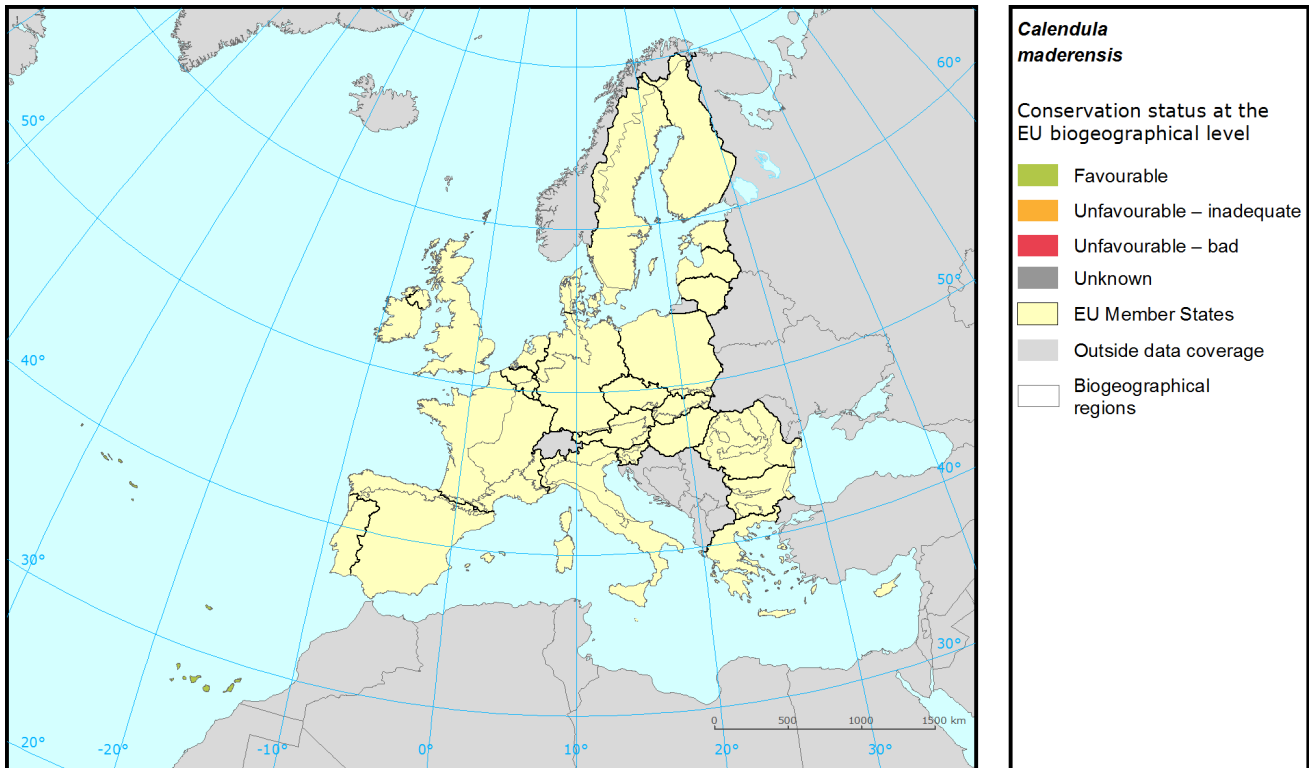 Calendula
maderensis
Conservation status at the
EU biogeographical level
Favourable
Unfavourable – inadequate
Unfavourable – bad
Unknown
EU Member States
Outside data coverage
Biogeographical
regions
60°
50°
50°
40°
40°
30°
30°
0 500 1000 1500 km
20° -20° -10° 0° 10° 20° 30°